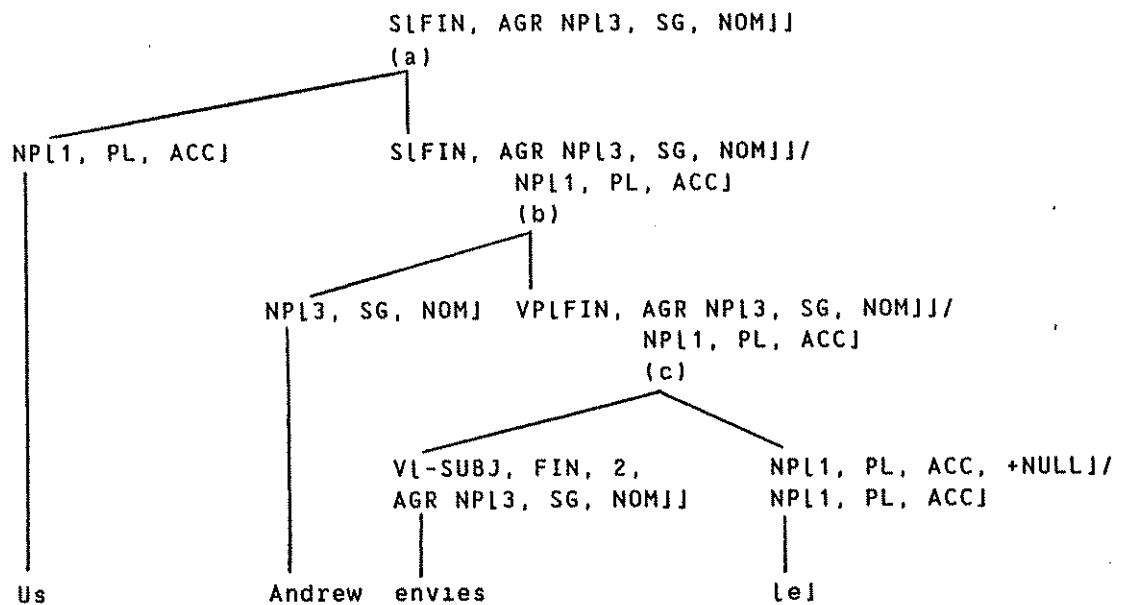 S[FIN, AGR NP[3, SG, NOM]]
(a)
NP[1, PL, ACC] S[FIN, AGR NP[3, SG, NOM]]/
NP[1, PL, ACC]
(b)
NP[3, SG, NOM] VP[FIN, AGR NP[3, SG, NOM]]/
NP[1, PL, ACC]
(c)
V[-SUBJ, FIN, 2, NP[1, PL, ACC, +NULL]/
AGR NP[3, SG, NOM]] NP[1, PL, ACC]
Us Andrew envies [e]